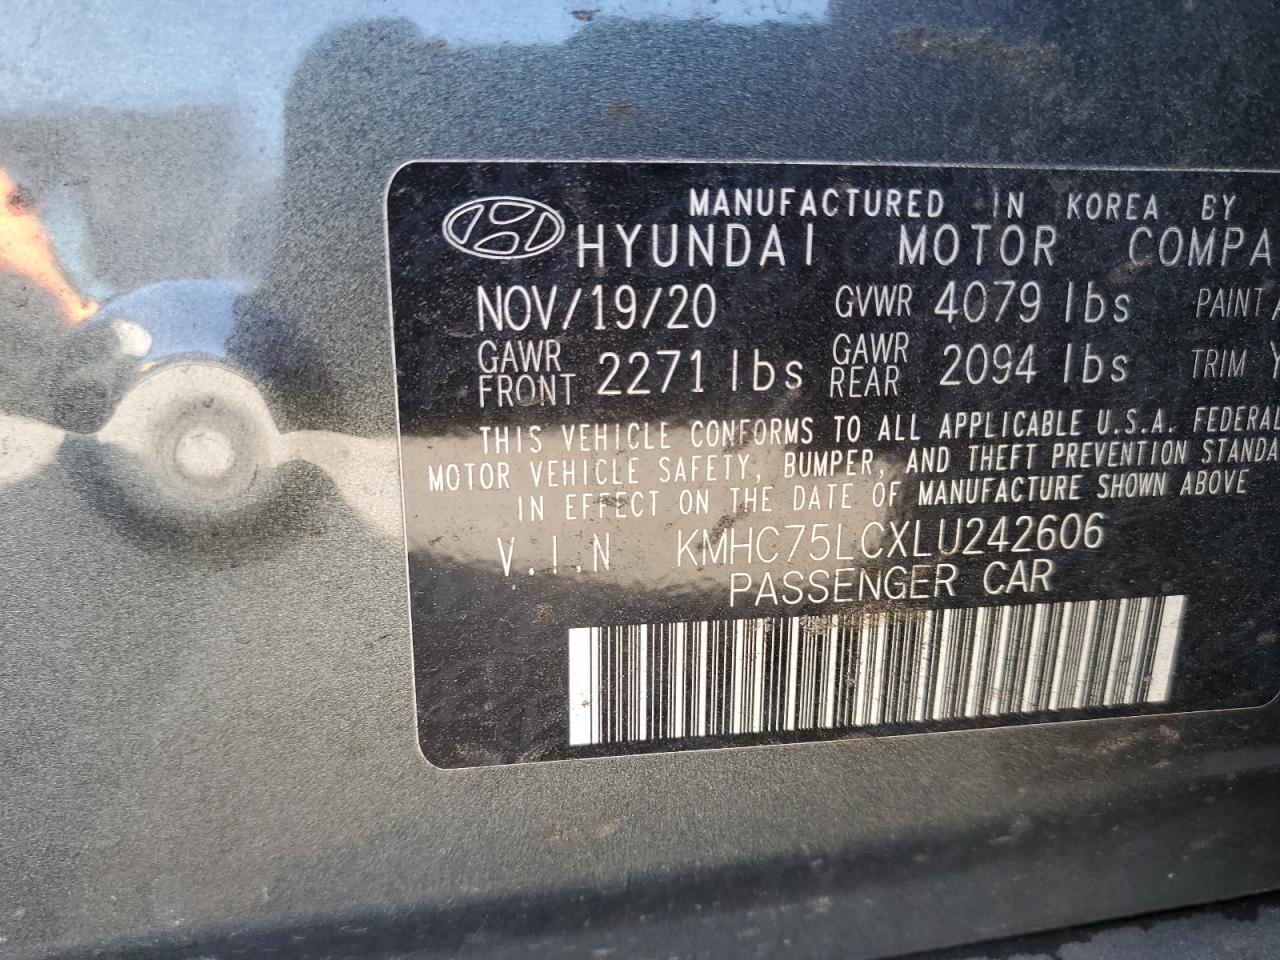 MANUFACTURED IN KOREA BY
HYUNDAI MOTOR COMPA
NOV/19/20 GVWR 4079 lbs PAINT/
GAWR FRONT 2271 lbs GAWR REAR 2094 lbs TRIM Y
THIS VEHICLE CONFORMS TO ALL APPLICABLE U.S.A. FEDERAL
MOTOR VEHICLE SAFETY, BUMPER, AND THEFT PREVENTION STANDA
IN EFFECT ON THE DATE OF MANUFACTURE SHOWN ABOVE
V.I.N KMHC75LCXLU242606
PASSENGER CAR